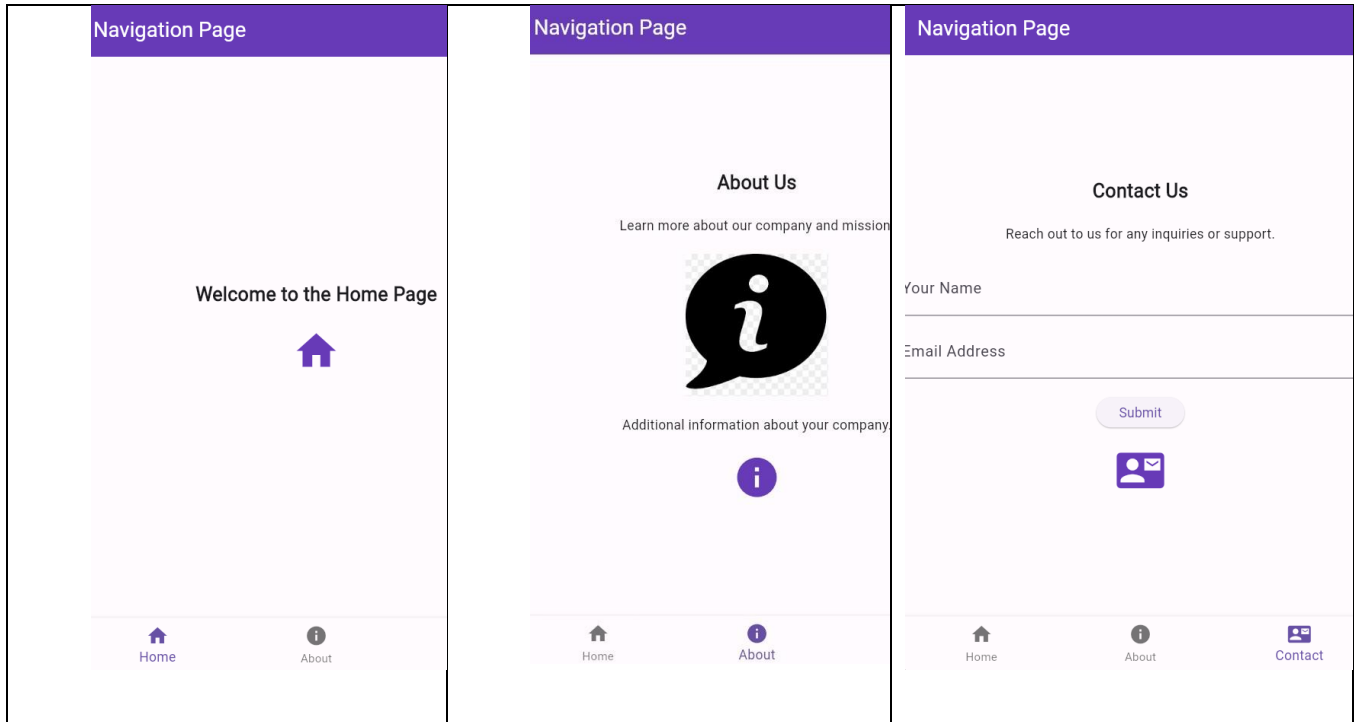 Navigation Page
Welcome to the Home Page
Home
About
Navigation Page
About Us
Learn more about our company and mission
Additional information about your company.
Home
About
Navigation Page
Contact Us
Reach out to us for any inquiries or support.
Your Name
Email Address
Submit
Home
About
Contact